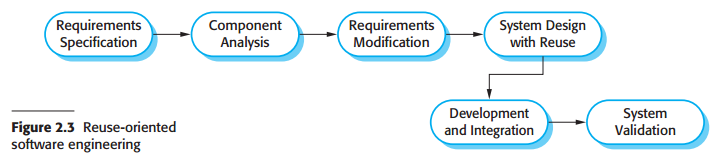 Requirements
Specification
Component
Analysis
Requirements
Modification
System Design
with Reuse
Development
and Integration
System
Validation
Figure 2.3 Reuse-oriented
software engineering